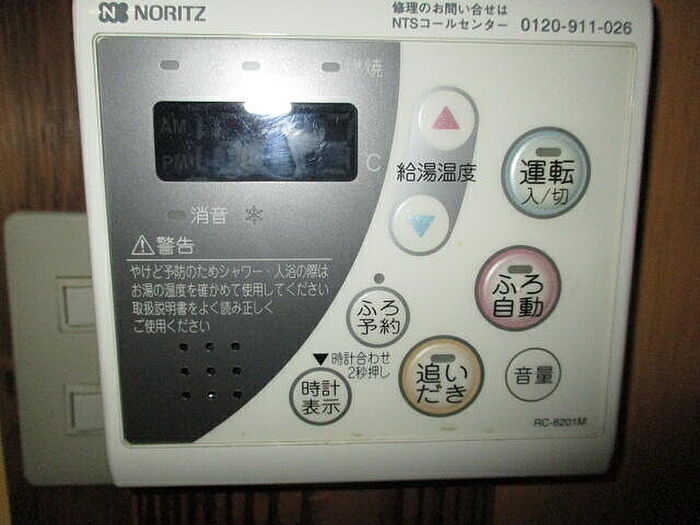 NORITZ
修理のお問い合せは
NTSコールセンター 0120-911-026
燃焼
AM
PM
C
給湯温度
運転
入/切
消音
警告
やけど予防のためシャワー・入浴の際は
お湯の温度を確かめて使用してください
取扱説明書をよく読み正しく
ご使用ください
ふろ
自動
ふろ
予約
▼時計合わせ
2秒押し
時計
表示
追い
だき
音量
RC-6201M